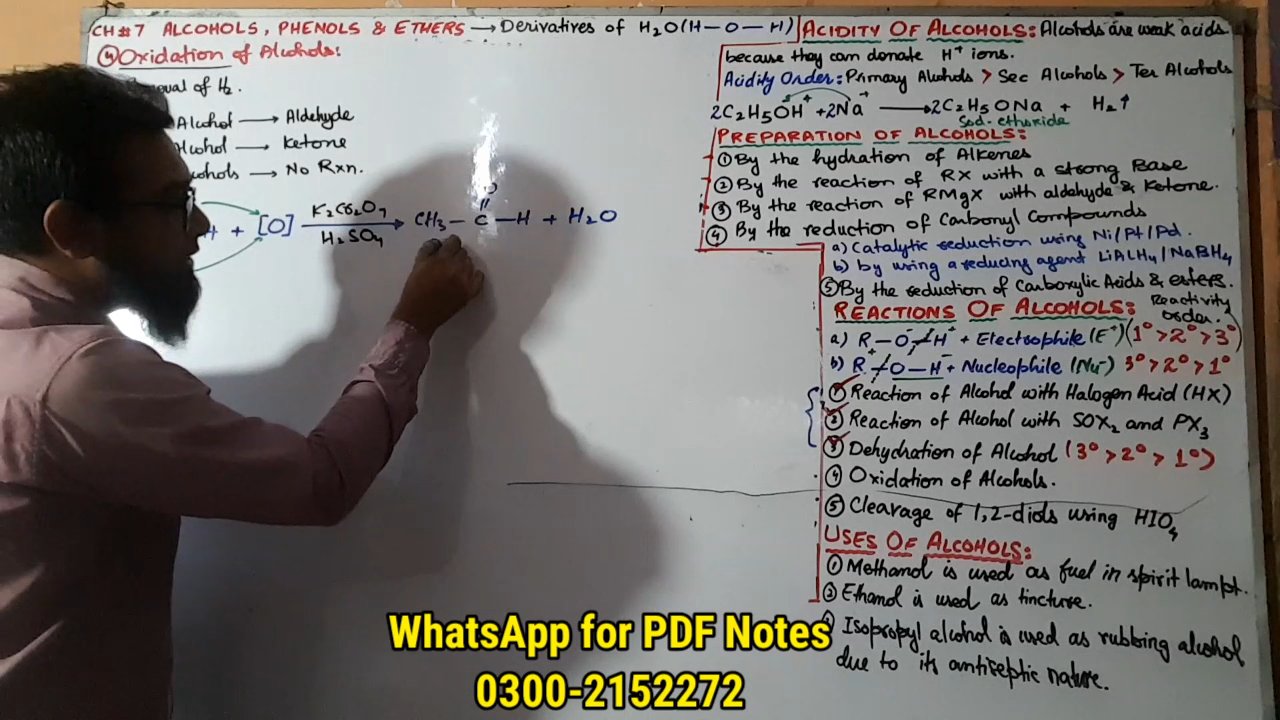 CH#7 ALCOHOLS, PHENOLS & ETHERS → Derivatives of H₂O(H–O–H)
④ Oxidation of Alcohols:
oval of H₂.
Alcohol → Aldehyde
lcohol → Ketone
cohols → No Rxn.
+ [O] K₂Cr₂O₇ H₂SO₄ → CH₃ – C – H + H₂O
O
ACIDITY OF ALCOHOLS: Alcohols are weak acids
because they can donate H⁺ ions.
Acidity Order: Primary Alcohols > Sec Alcohols > Ter Alcohols
2C₂H₅OH⁺ + 2Na⁺ → 2C₂H₅ONa + H₂↑
Sod. ethoxide
PREPARATION OF ALCOHOLS:
① By the hydration of Alkenes
② By the reaction of RX with a strong Base
③ By the reaction of RMgX with aldehyde & Ketone.
④ By the reduction of Carbonyl Compounds
a) Catalytic reduction using Ni/Pt/Pd.
b) by using a reducing agent LiAlH₄/NaBH₄
⑤ By the reduction of Carboxylic Acids & esters.
REACTIONS OF ALCOHOLS: Reactivity order.
a) R–O⁻–H⁺ + Electrophile (E⁺) (1° > 2° > 3°)
b) R⁺–O–H⁻ + Nucleophile (Nu⁻) 3° > 2° > 1°
① Reaction of Alcohol with Halogen Acid (HX)
② Reaction of Alcohol with SOX₂ and PX₃
③ Dehydration of Alcohol (3° > 2° > 1°)
④ Oxidation of Alcohols.
⑤ Cleavage of 1,2-diols using HIO₄
USES OF ALCOHOLS:
① Methanol is used as fuel in spirit lampt.
② Ethanol is used as tincture.
Isopropyl alcohol is used as rubbing alcohol
due to its antiseptic nature.
WhatsApp for PDF Notes
0300-2152272